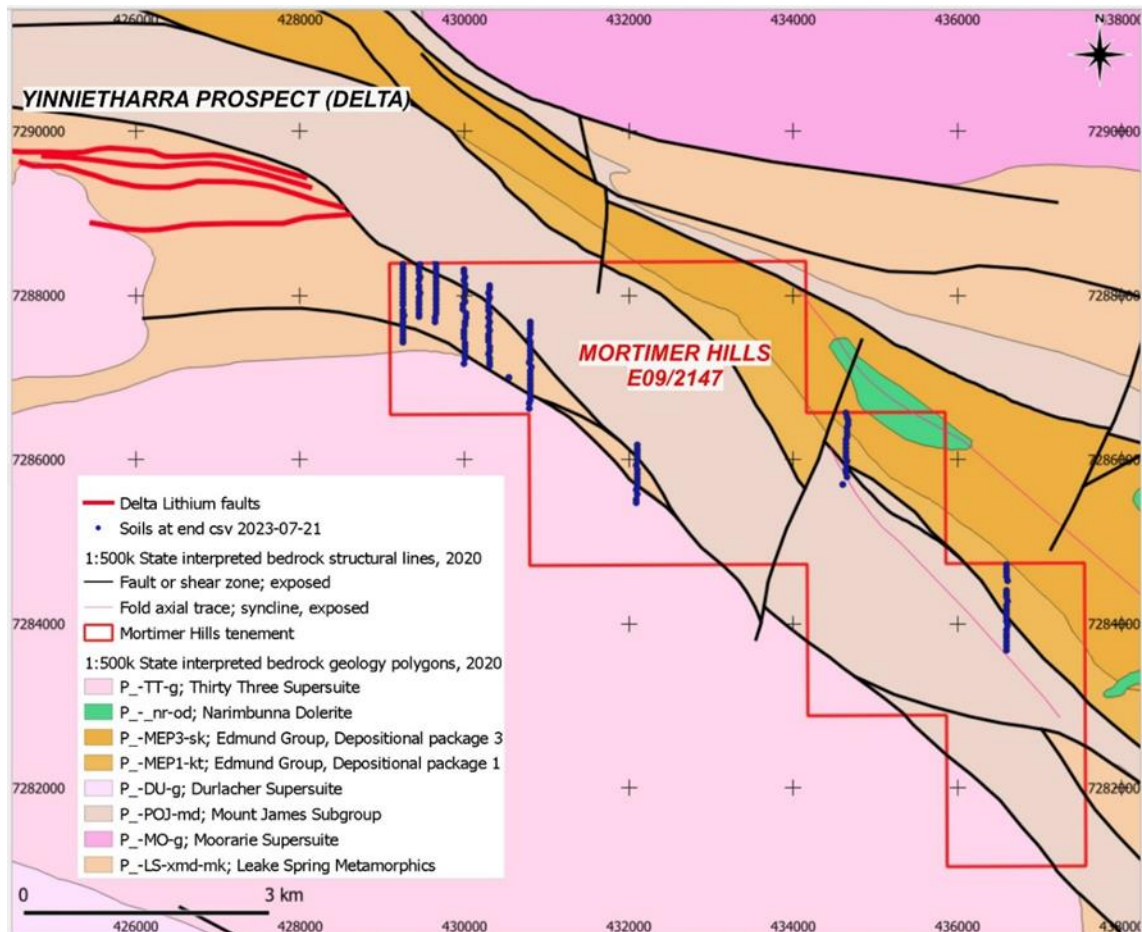 426000 428000 430000 432000 434000 436000 438000
N
YINNIETHARRA PROSPECT (DELTA)
7290000 7290000
7288000 7288000
MORTIMER HILLS
E09/2147
7286000 7286000
Delta Lithium faults
Soils at end csv 2023-07-21
1:500k State interpreted bedrock structural lines, 2020
Fault or shear zone; exposed
Fold axial trace; syncline, exposed
Mortimer Hills tenement
1:500k State interpreted bedrock geology polygons, 2020
P_-TT-g; Thirty Three Supersuite
P_-_nr-od; Narimbunna Dolerite
P_-MEP3-sk; Edmund Group, Depositional package 3
P_-MEP1-kt; Edmund Group, Depositional package 1
P_-DU-g; Durlacher Supersuite
P_-POJ-md; Mount James Subgroup
P_-MO-g; Moorarie Supersuite
P_-LS-xmd-mk; Leake Spring Metamorphics
7284000 7284000
7282000 7282000
0 3 km
426000 428000 430000 432000 434000 436000 438000